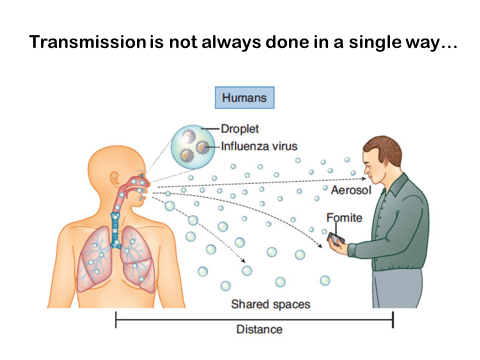 Transmission is not always done in a single way…
Humans
Droplet
Influenza virus
Aerosol
Fomite
Shared spaces
Distance